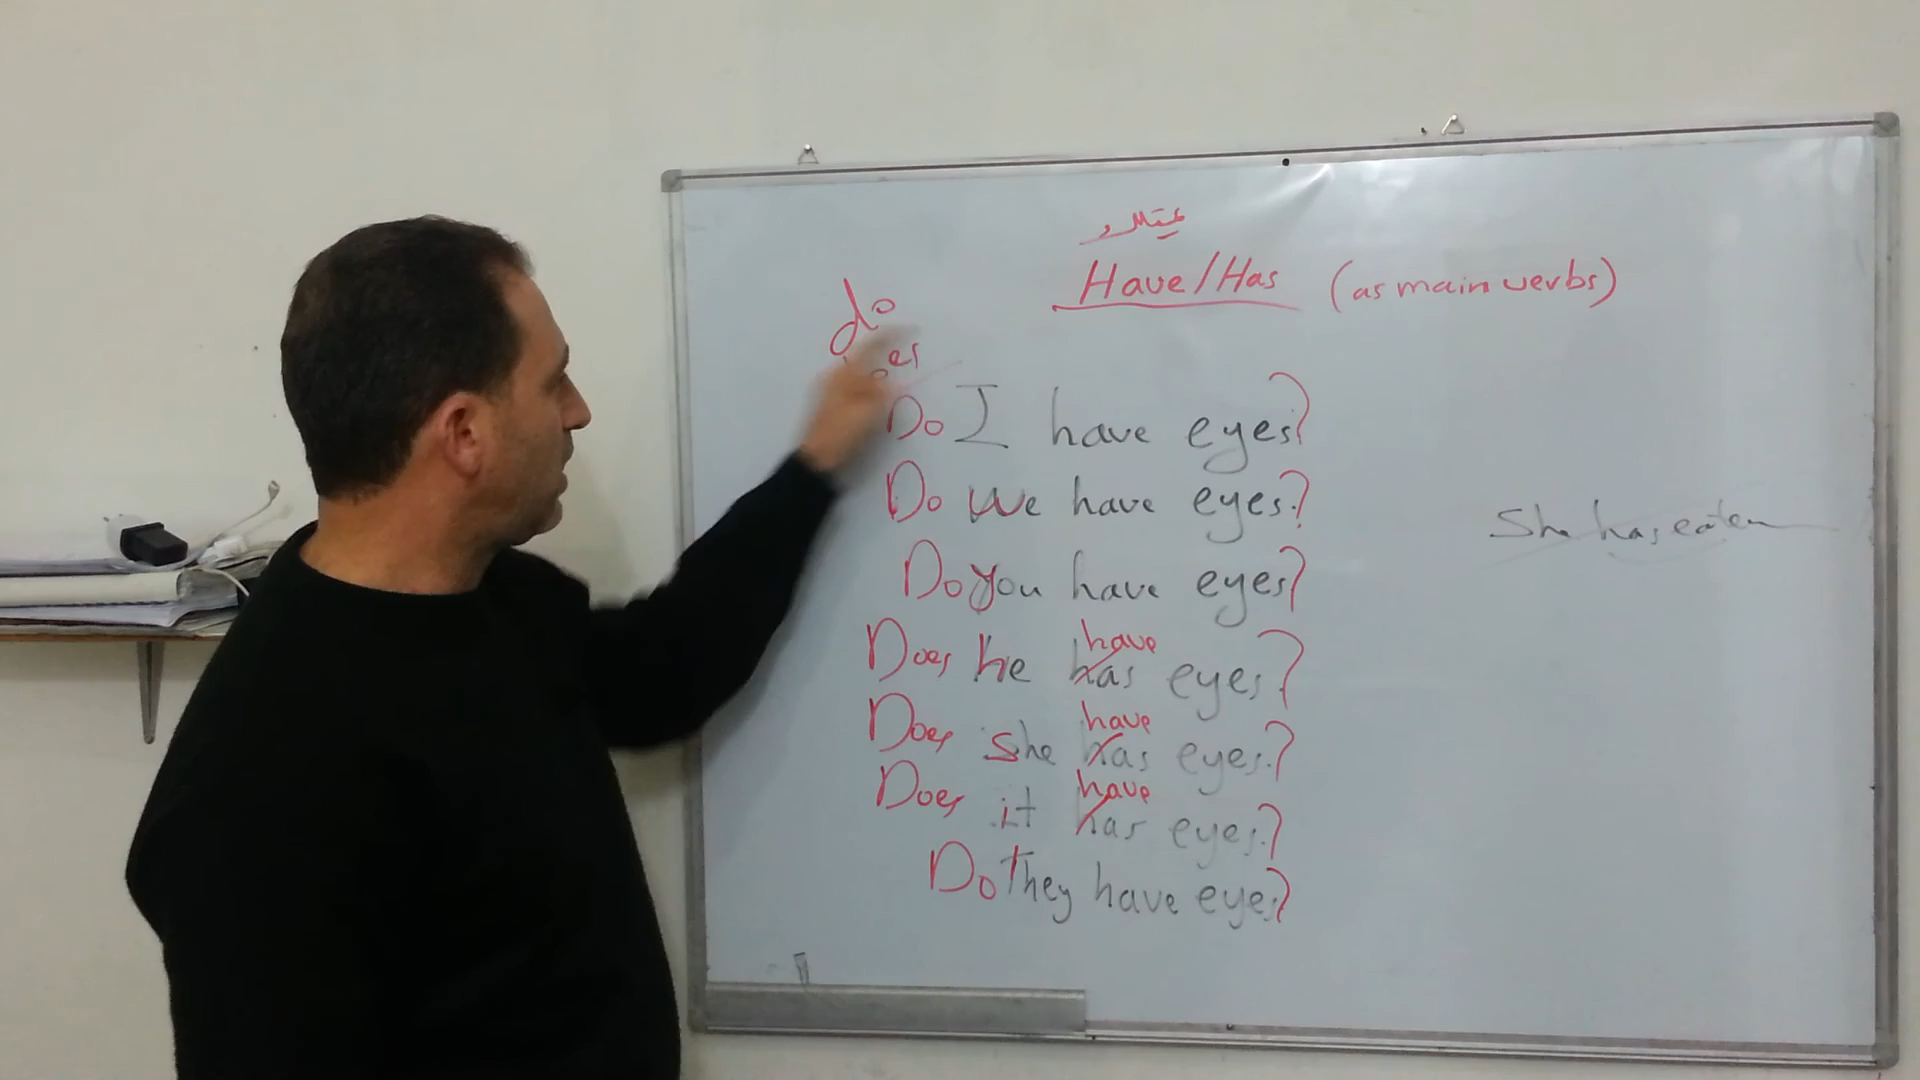 يمتلك
Have/Has (as main verbs)
do
es
Do I have eyes?
Do we have eyes?
Do you have eyes?
have
Does he has eyes?
have
Does she has eyes?
have
Does it has eyes?
Do They have eyes?
She has eaten